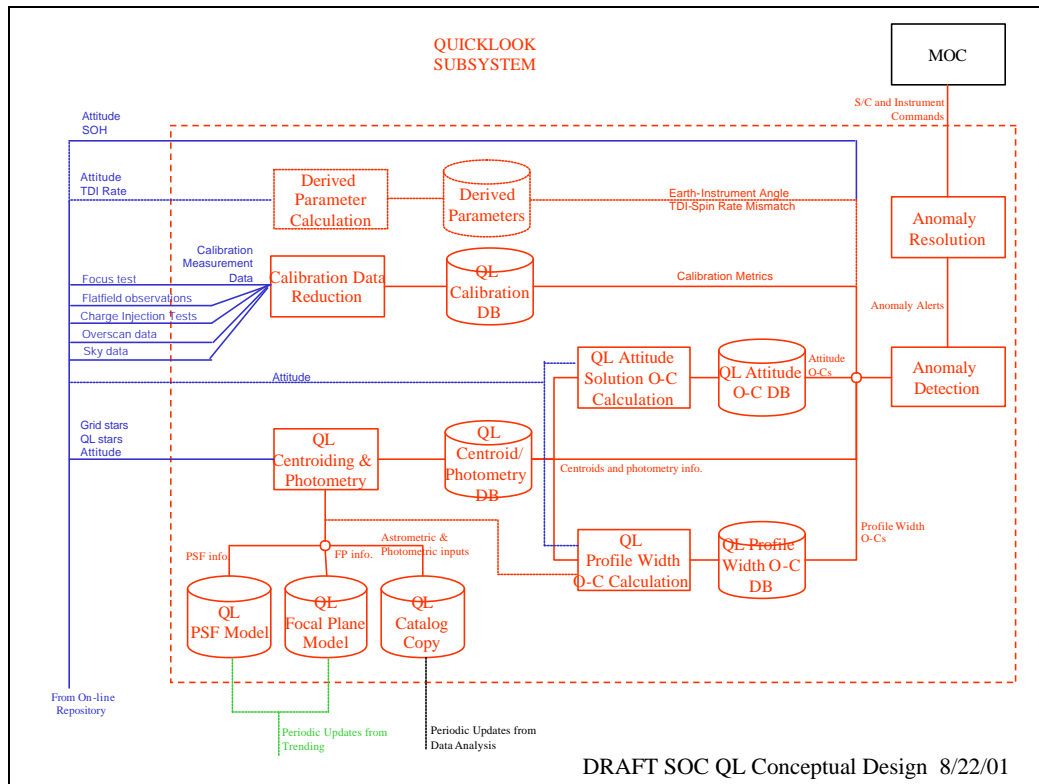 QUICKLOOK
SUBSYSTEM
MOC
S/C and Instrument
Commands
Attitude
SOH
Attitude
TDI Rate
Derived
Parameter
Calculation
Derived
Parameters
Earth-Instrument Angle
TDI-Spin Rate Mismatch
Anomaly
Resolution
Calibration
Measurement
Data
Focus test
Flatfield observations
Charge Injection Tests
Overscan data
Sky data
Calibration Data
Reduction
QL
Calibration
DB
Calibration Metrics
Anomaly Alerts
Attitude
QL Attitude
Solution O-C
Calculation
QL Attitude
O-C DB
Attitude
O-Cs
Anomaly
Detection
Grid stars
QL stars
Attitude
QL
Centroiding &
Photometry
QL
Centroid/
Photometry
DB
Centroids and photometry info.
Profile Width
O-Cs
QL
Profile Width
O-C Calculation
QL Profile
Width O-C
DB
PSF info.
FP info.
Astrometric &
Photometric inputs
QL
PSF Model
QL
Focal Plane
Model
QL
Catalog
Copy
From On-line
Repository
Periodic Updates from
Trending
Periodic Updates from
Data Analysis
DRAFT SOC QL Conceptual Design 8/22/01